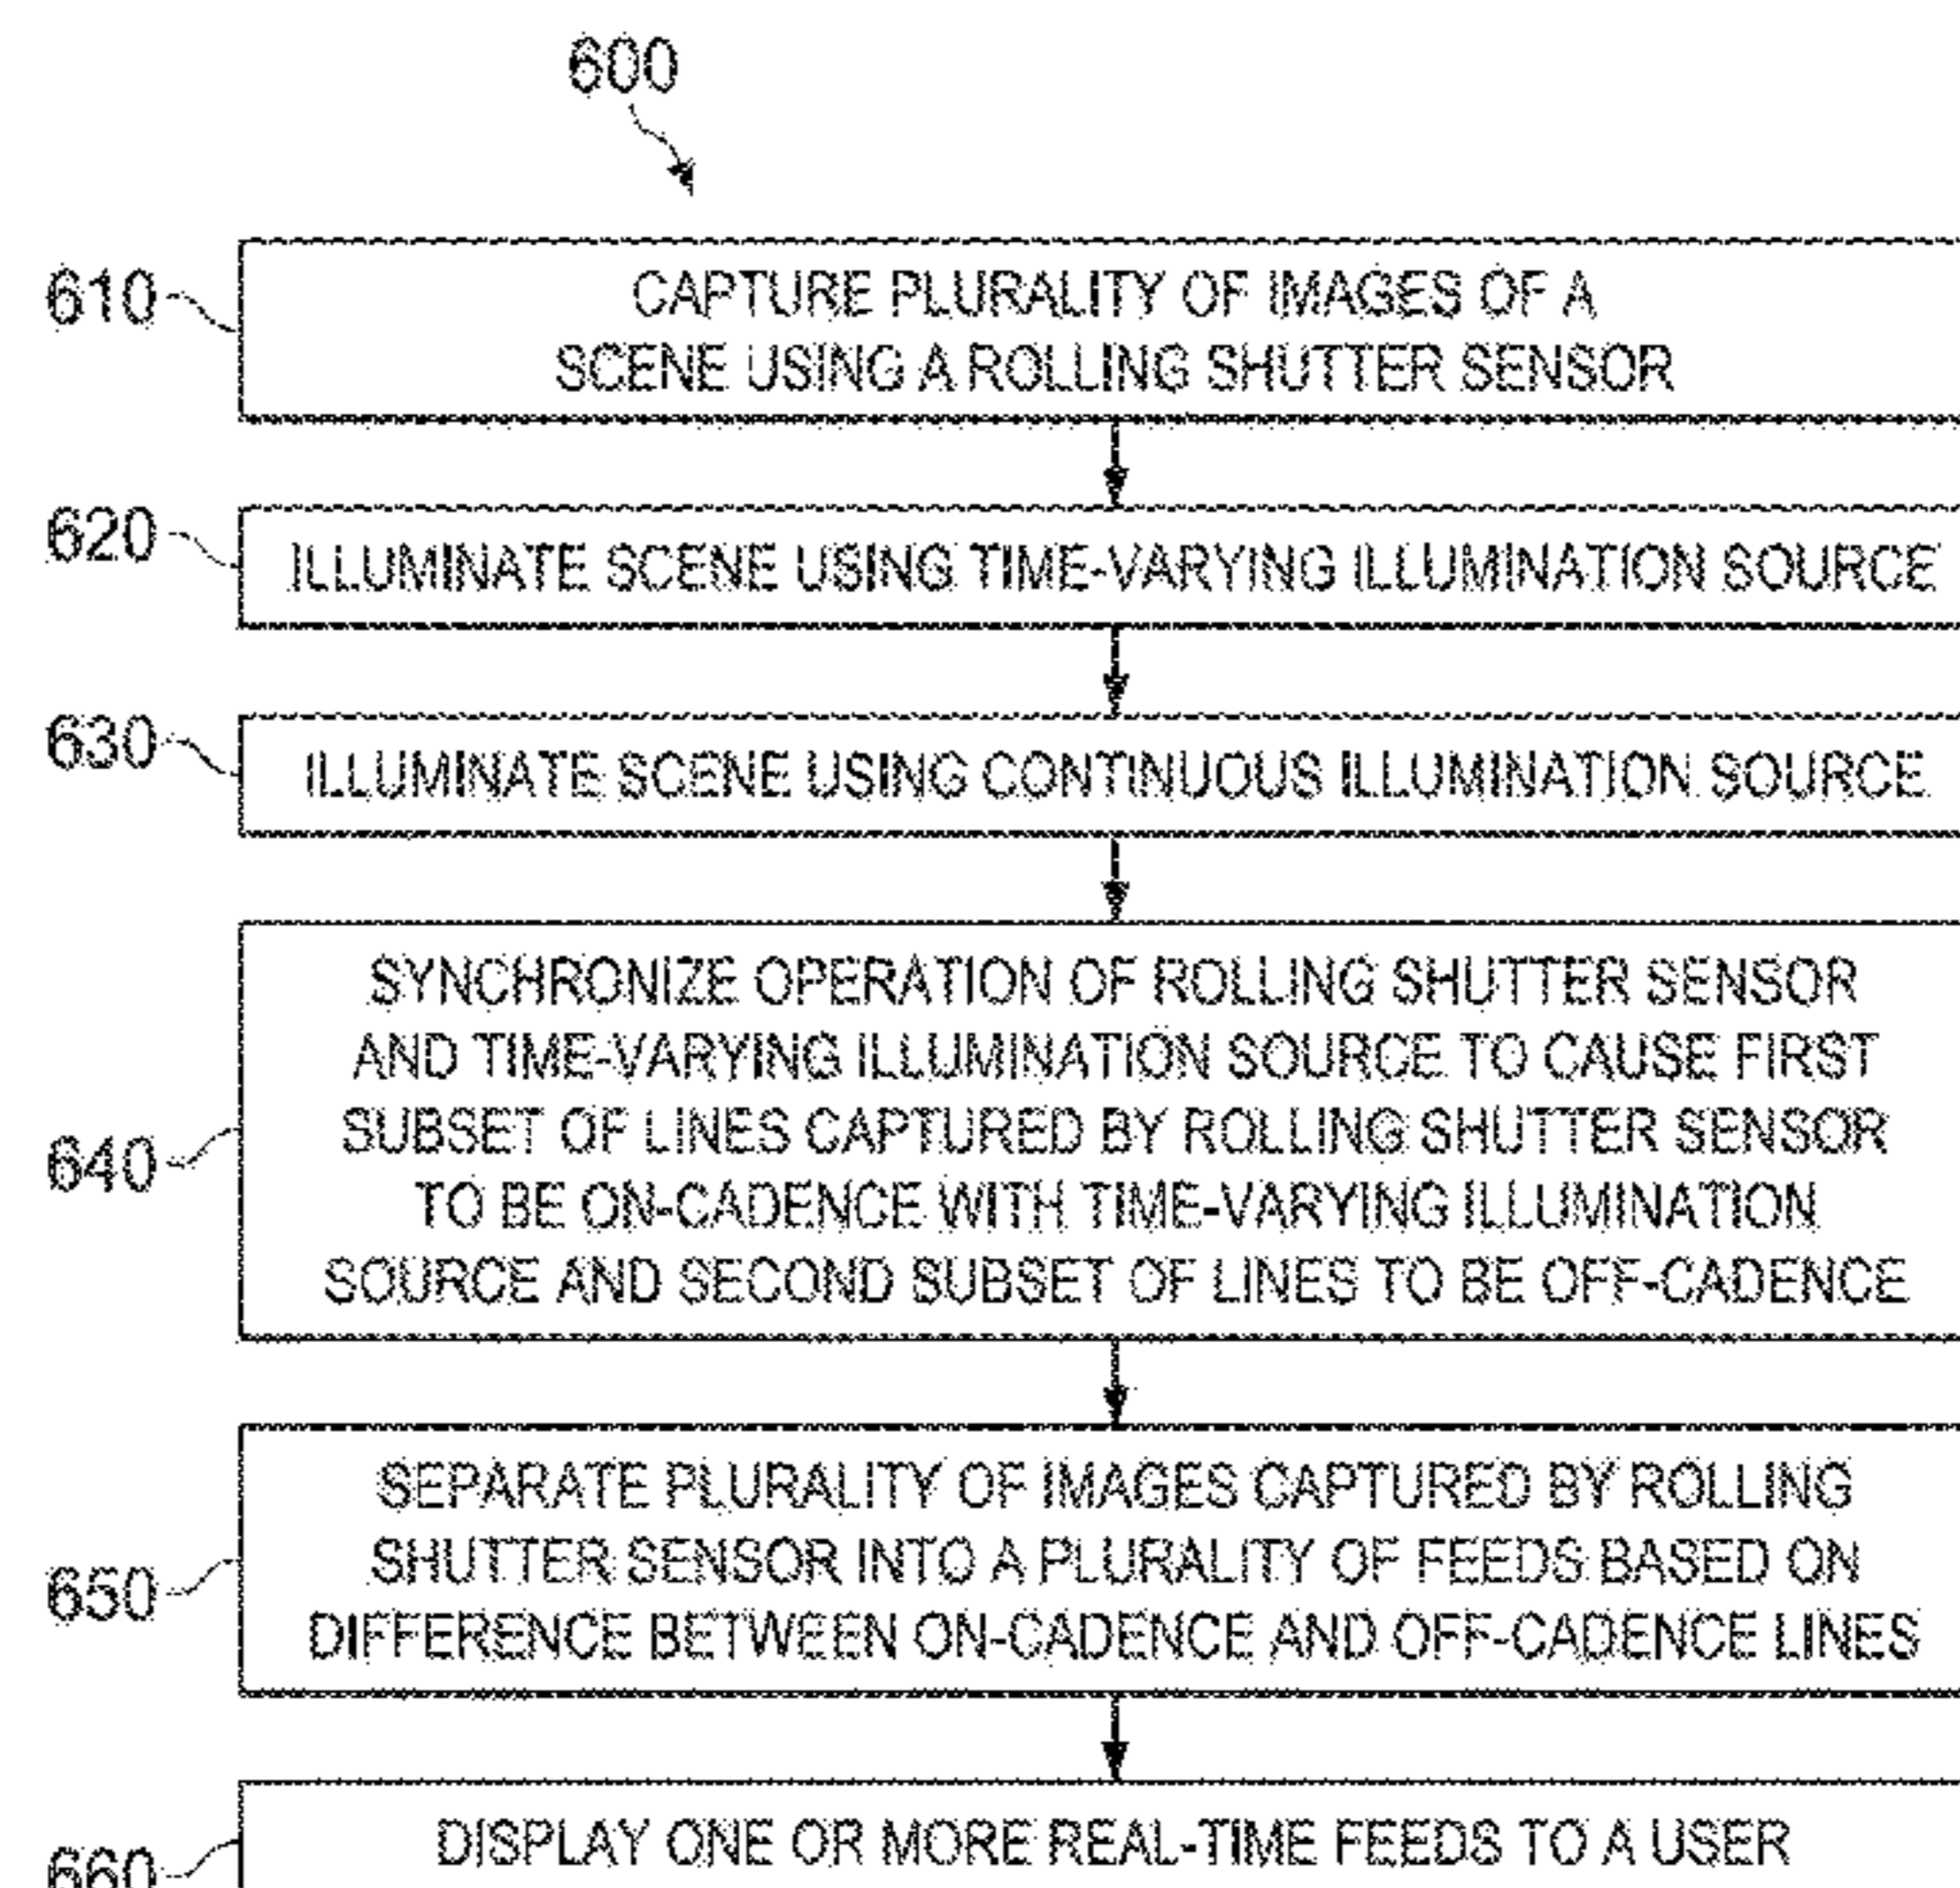 600
610
CAPTURE PLURALITY OF IMAGES OF A
SCENE USING A ROLLING SHUTTER SENSOR
620
ILLUMINATE SCENE USING TIME-VARYING ILLUMINATION SOURCE
630
ILLUMINATE SCENE USING CONTINUOUS ILLUMINATION SOURCE
640
SYNCHRONIZE OPERATION OF ROLLING SHUTTER SENSOR
AND TIME-VARYING ILLUMINATION SOURCE TO CAUSE FIRST
SUBSET OF LINES CAPTURED BY ROLLING SHUTTER SENSOR
TO BE ON-CADENCE WITH TIME-VARYING ILLUMINATION
SOURCE AND SECOND SUBSET OF LINES TO BE OFF-CADENCE
650
SEPARATE PLURALITY OF IMAGES CAPTURED BY ROLLING
SHUTTER SENSOR INTO A PLURALITY OF FEEDS BASED ON
DIFFERENCE BETWEEN ON-CADENCE AND OFF-CADENCE LINES
660
DISPLAY ONE OR MORE REAL-TIME FEEDS TO A USER